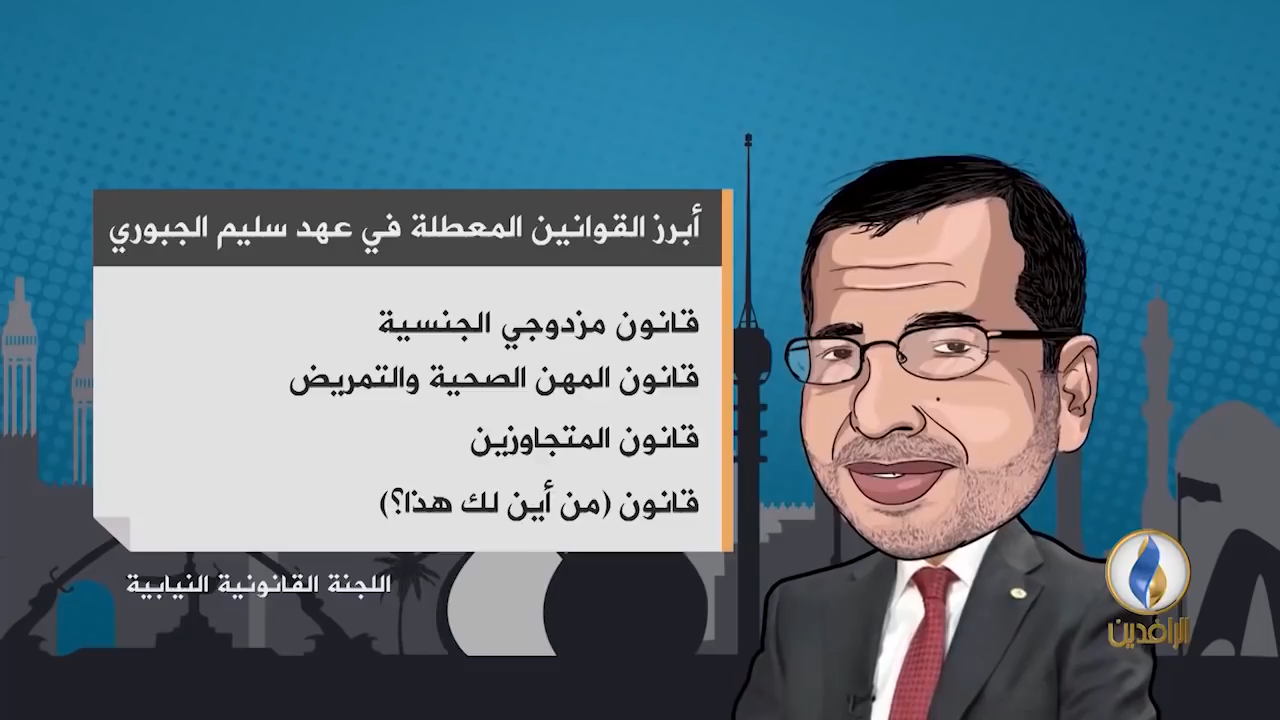 أبرز القوانين المعطلة في عهد سليم الجبوري
قانون مزدوجي الجنسية
قانون المهن الصحية والتمريض
قانون المتجاوزين
قانون (من أين لك هذا؟)
اللجنة القانونية النيابية
الرافدين